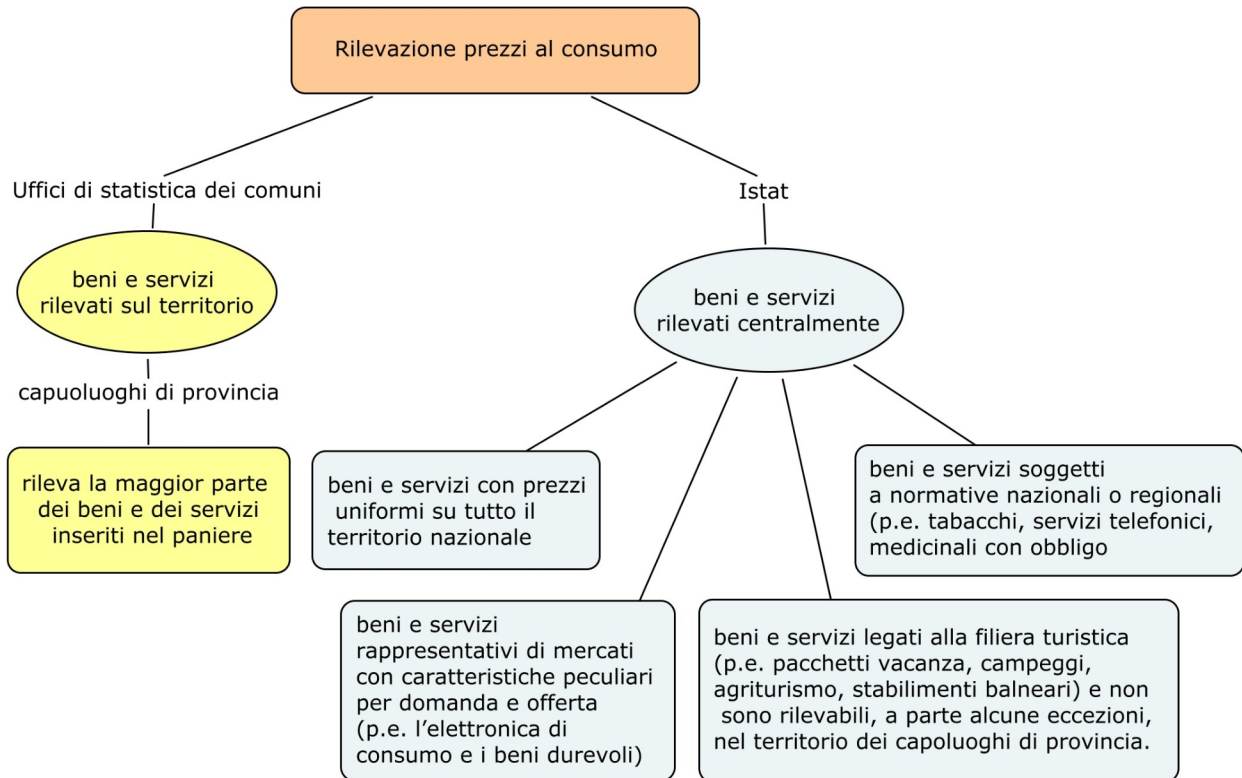 Rilevazione prezzi al consumo
Uffici di statistica dei comuni
Istat
beni e servizi
rilevati sul territorio
beni e servizi
rilevati centralmente
capuoluoghi di provincia
rileva la maggior parte
dei beni e dei servizi
inseriti nel paniere
beni e servizi con prezzi
uniformi su tutto il
territorio nazionale
beni e servizi soggetti
a normative nazionali o regionali
(p.e. tabacchi, servizi telefonici,
medicinali con obbligo
beni e servizi
rappresentativi di mercati
con caratteristiche peculiari
per domanda e offerta
(p.e. l’elettronica di
consumo e i beni durevoli)
beni e servizi legati alla filiera turistica
(p.e. pacchetti vacanza, campeggi,
agriturismo, stabilimenti balneari) e non
sono rilevabili, a parte alcune eccezioni,
nel territorio dei capoluoghi di provincia.